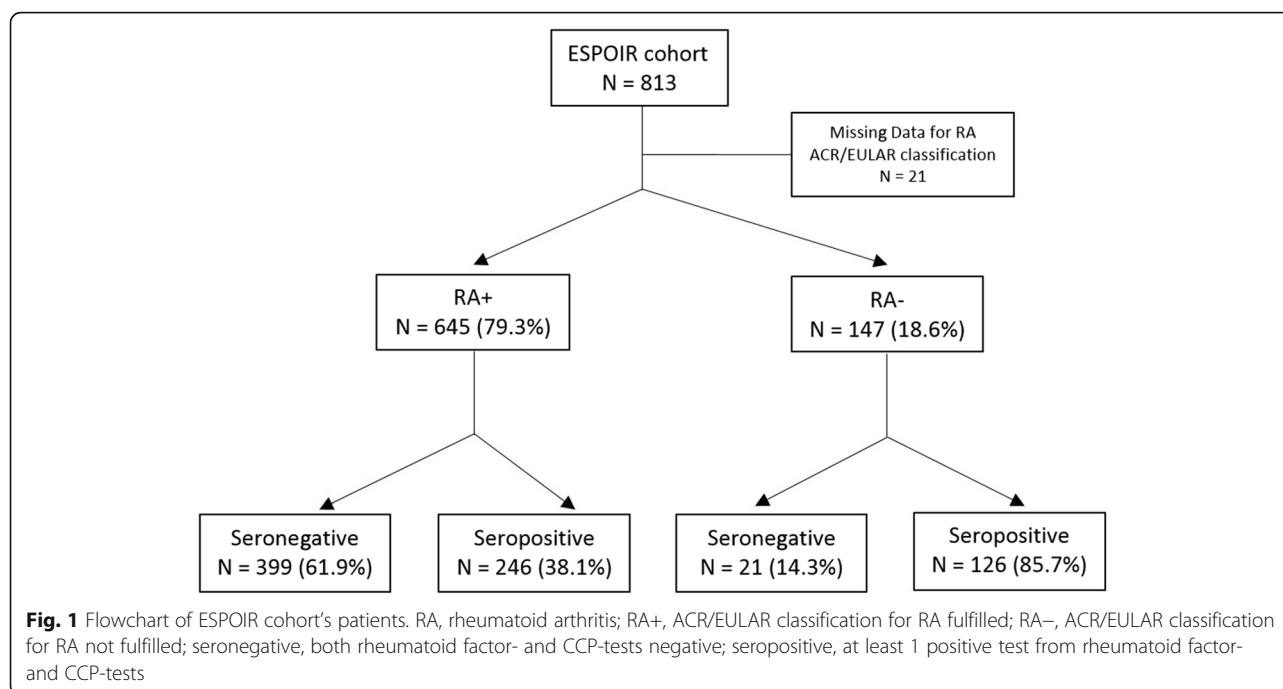 ESPOIR cohort
N = 813
Missing Data for RA
ACR/EULAR classification
N = 21
RA+
N = 645 (79.3%)
RA-
N = 147 (18.6%)
Seronegative
N = 399 (61.9%)
Seropositive
N = 246 (38.1%)
Seronegative
N = 21 (14.3%)
Seropositive
N = 126 (85.7%)
Fig. 1 Flowchart of ESPOIR cohort's patients. RA, rheumatoid arthritis; RA+, ACR/EULAR classification for RA fulfilled; RA−, ACR/EULAR classification
for RA not fulfilled; seronegative, both rheumatoid factor- and CCP-tests negative; seropositive, at least 1 positive test from rheumatoid factor-
and CCP-tests